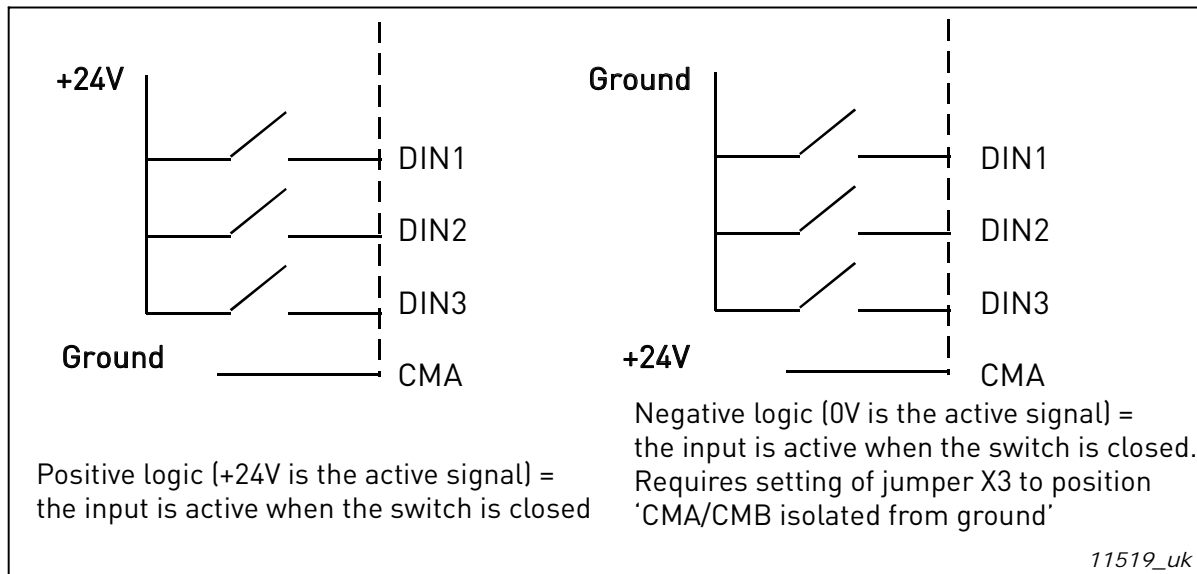 +24V
DIN1
DIN2
DIN3
Ground
CMA
Positive logic (+24V is the active signal) =
the input is active when the switch is closed
Ground
DIN1
DIN2
DIN3
+24V
CMA
Negative logic (0V is the active signal) =
the input is active when the switch is closed.
Requires setting of jumper X3 to position
‘CMA/CMB isolated from ground’
11519_uk